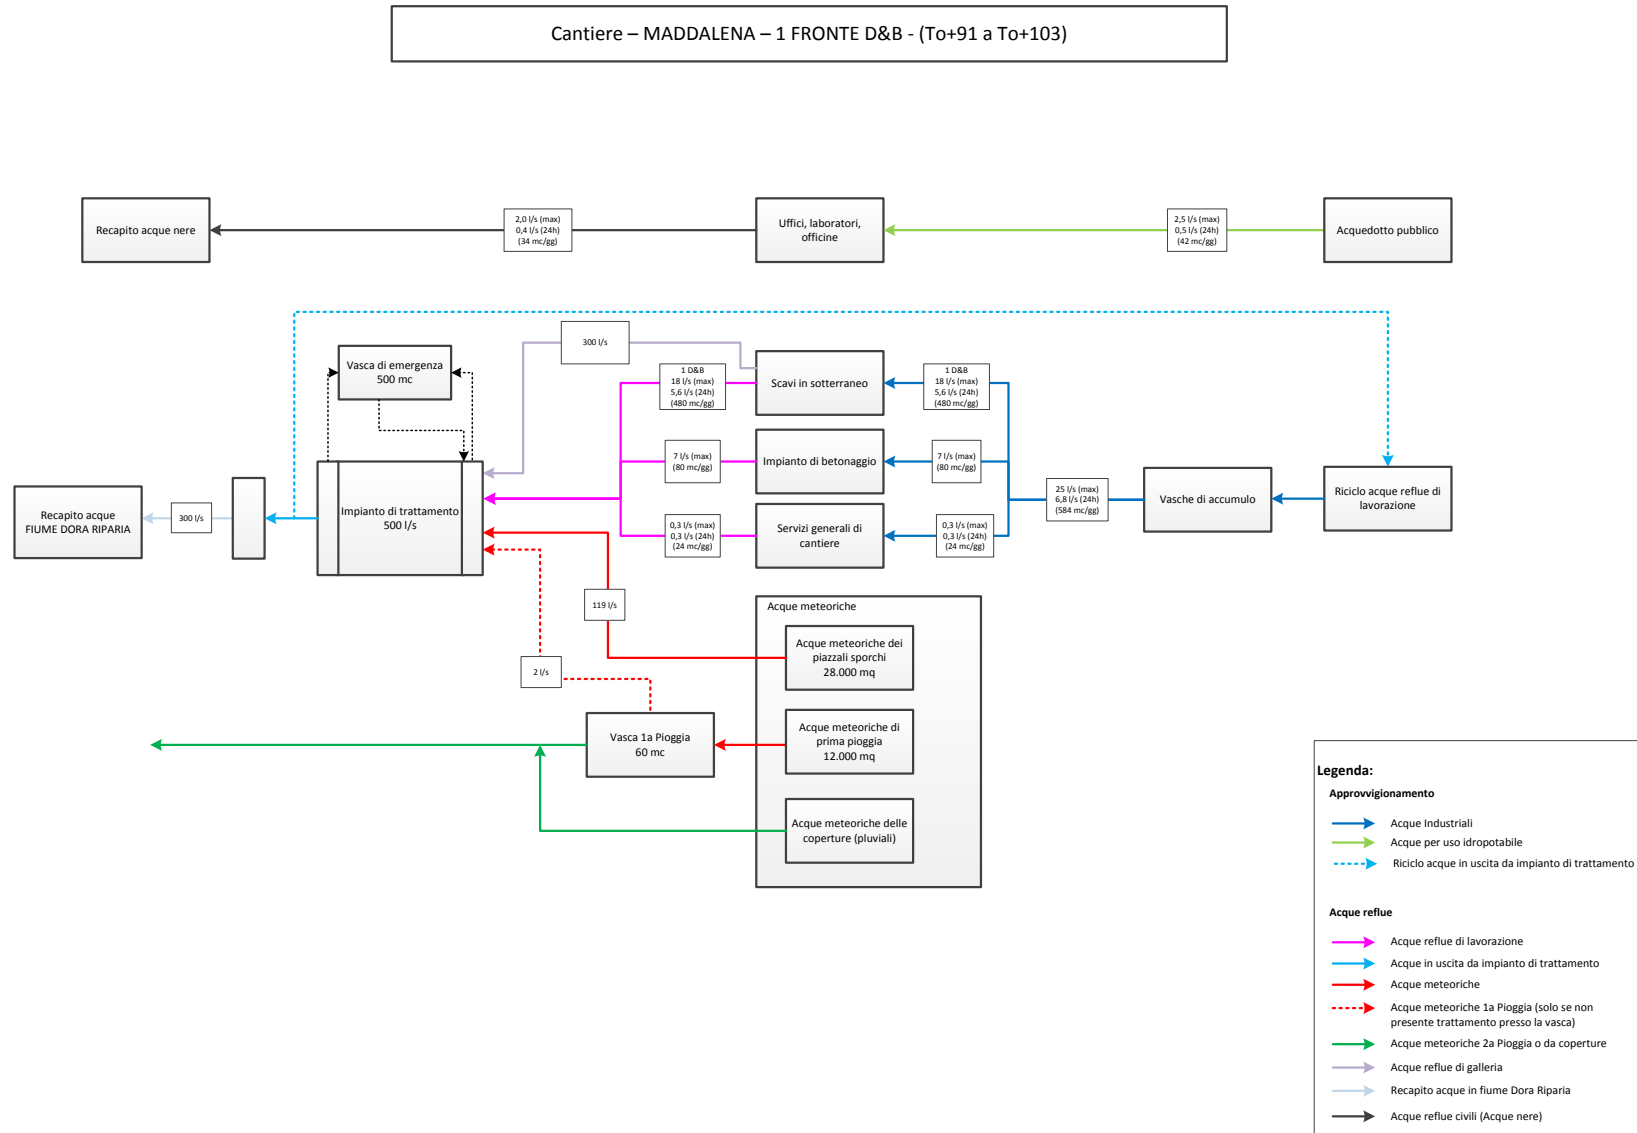 Cantiere – MADDALENA – 1 FRONTE D&B - (To+91 a To+103)
Recapito acque nere
2,0 l/s (max)
0,4 l/s (24h)
(34 mc/gg)
Uffici, laboratori,
officine
2,5 l/s (max)
0,5 l/s (24h)
(42 mc/gg)
Acquedotto pubblico
300 l/s
Vasca di emergenza
500 mc
1 D&B
18 l/s (max)
5,6 l/s (24h)
(480 mc/gg)
Scavi in sotterraneo
1 D&B
18 l/s (max)
5,6 l/s (24h)
(480 mc/gg)
7 l/s (max)
(80 mc/gg)
Impianto di betonaggio
7 l/s (max)
(80 mc/gg)
Recapito acque
FIUME DORA RIPARIA
300 l/s
Impianto di trattamento
500 l/s
25 l/s (max)
6,8 l/s (24h)
(584 mc/gg)
Vasche di accumulo
Riciclo acque reflue di
lavorazione
0,3 l/s (max)
0,3 l/s (24h)
(24 mc/gg)
Servizi generali di
cantiere
0,3 l/s (max)
0,3 l/s (24h)
(24 mc/gg)
119 l/s
Acque meteoriche
Acque meteoriche dei
piazzali sporchi
28.000 mq
2 l/s
Vasca 1a Pioggia
60 mc
Acque meteoriche di
prima pioggia
12.000 mq
Acque meteoriche delle
coperture (pluviali)
Legenda:
Approvvigionamento
Acque Industriali
Acque per uso idropotabile
Riciclo acque in uscita da impianto di trattamento
Acque reflue
Acque reflue di lavorazione
Acque in uscita da impianto di trattamento
Acque meteoriche
Acque meteoriche 1a Pioggia (solo se non
presente trattamento presso la vasca)
Acque meteoriche 2a Pioggia o da coperture
Acque reflue di galleria
Recapito acque in fiume Dora Riparia
Acque reflue civili (Acque nere)